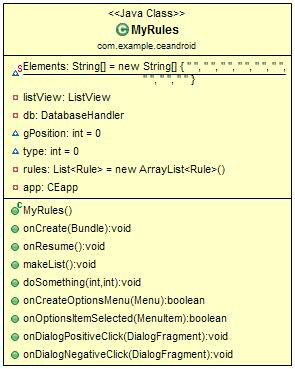 <<Java Class>>
MyRules
com.example.ceandroid
Elements: String[] = new String[] { " ", " ", " ", " ", " ", " ",
" ", " ", " " }
listView: ListView
db: DatabaseHandler
gPosition: int = 0
type: int = 0
rules: List<Rule> = new ArrayList<Rule>()
app: CEapp
MyRules()
onCreate(Bundle):void
onResume():void
makeList():void
doSomething(int,int):void
onCreateOptionsMenu(Menu):boolean
onOptionsItemSelected(MenuItem):boolean
onDialogPositiveClick(DialogFragment):void
onDialogNegativeClick(DialogFragment):void